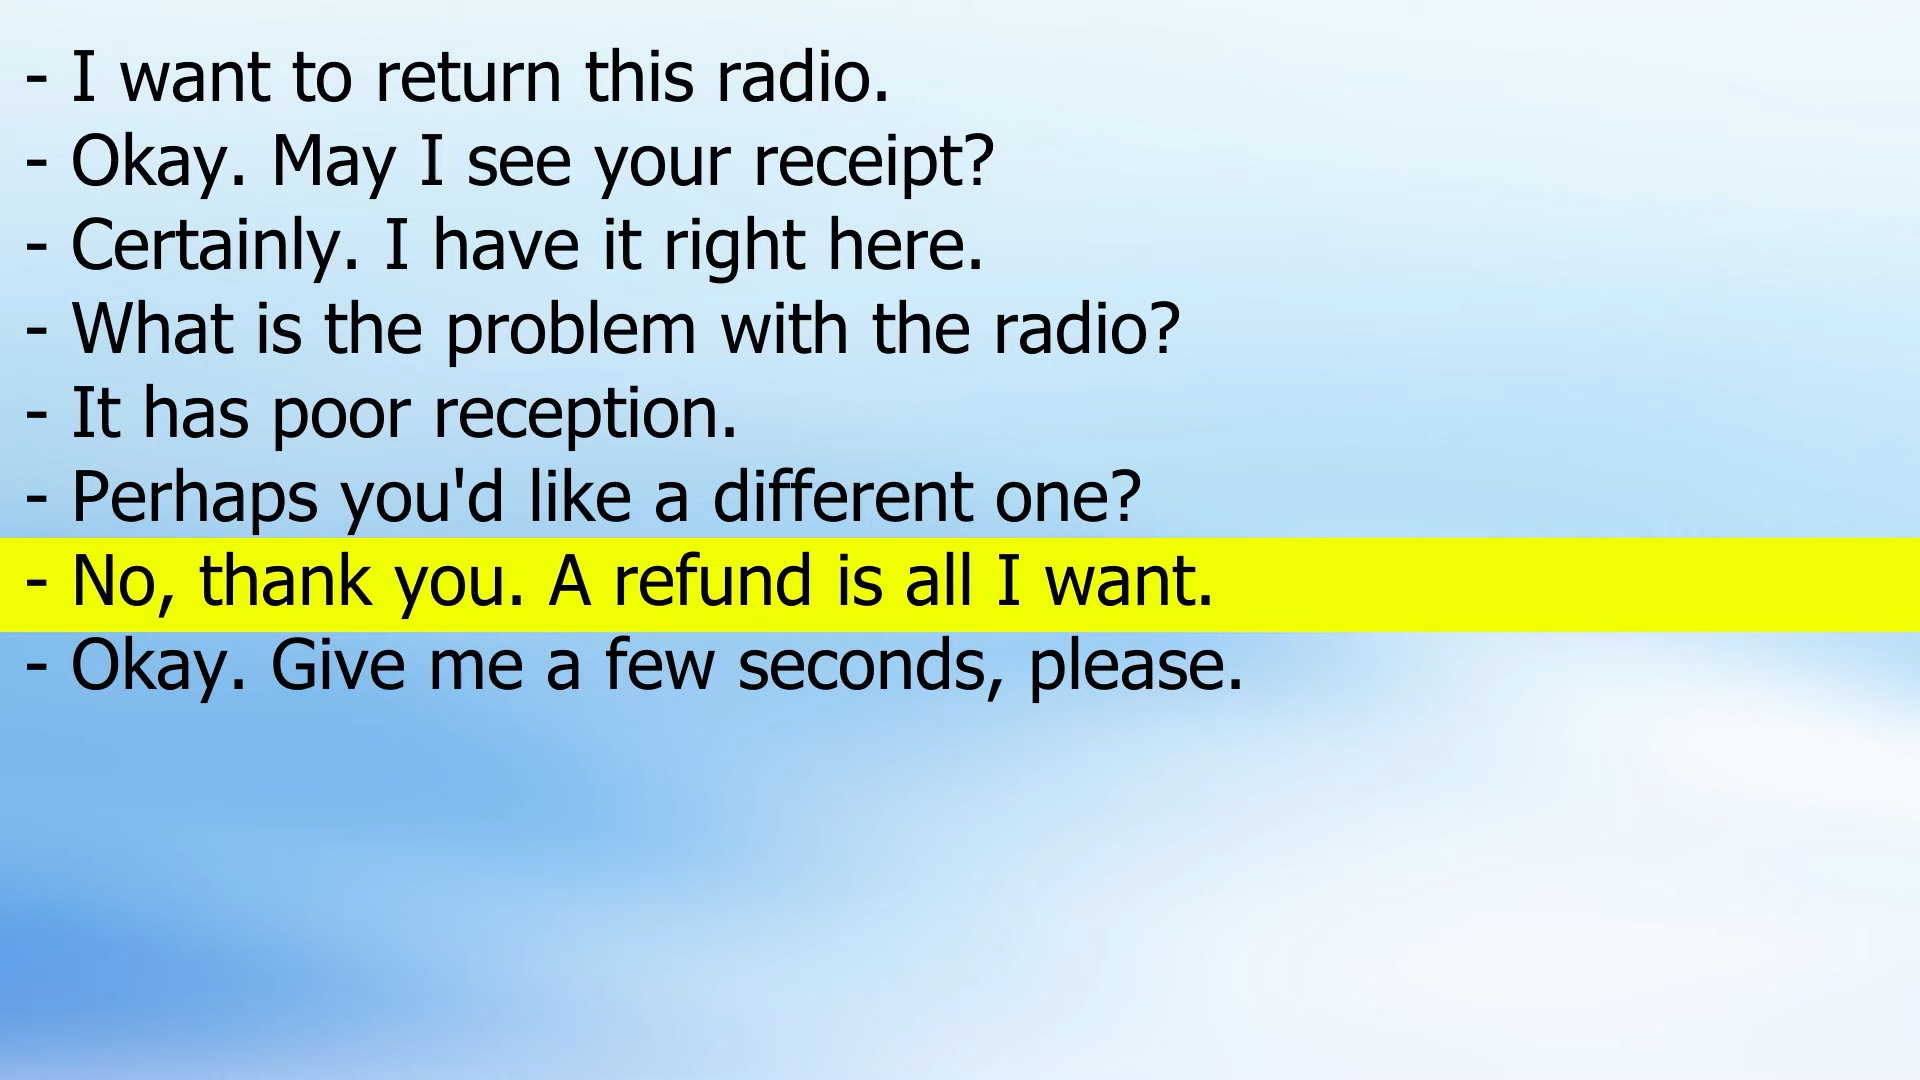 - I want to return this radio.
- Okay. May I see your receipt?
- Certainly. I have it right here.
- What is the problem with the radio?
- It has poor reception.
- Perhaps you'd like a different one?
- No, thank you. A refund is all I want.
- Okay. Give me a few seconds, please.